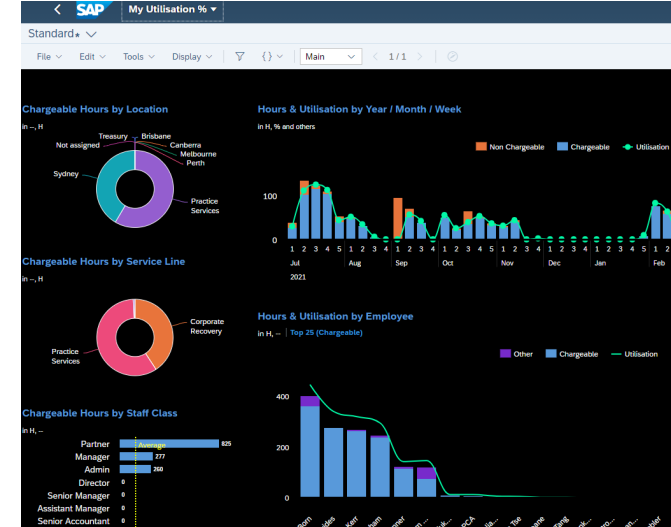 SAP My Utilisation %
Standard*
File Edit Tools Display { } Main 1 / 1
Chargeable Hours by Location
in –, H
Treasury
Brisbane
Not assigned
Canberra
Melbourne
Perth
Sydney
Practice
Services
Hours & Utilisation by Year / Month / Week
in H, % and others
Non Chargeable Chargeable Utilisation
100
0
1 2 3 4 5 1 2 3 4 1 2 3 4 1 2 3 4 5 1 2 3 4 1 2 3 4 1 2 3 4 5 1 2
Jul Aug Sep Oct Nov Dec Jan Feb
2021
Chargeable Hours by Service Line
in –, H
Corporate
Recovery
Practice
Services
Hours & Utilisation by Employee
in H, – | Top 25 (Chargeable)
Other Chargeable Utilisation
400
200
0
Kerr
PCA
Tse
Tang
Chargeable Hours by Staff Class
in H, –
Average
Partner 825
Manager 277
Admin 260
Director 0
Senior Manager 0
Assistant Manager 0
Senior Accountant 0